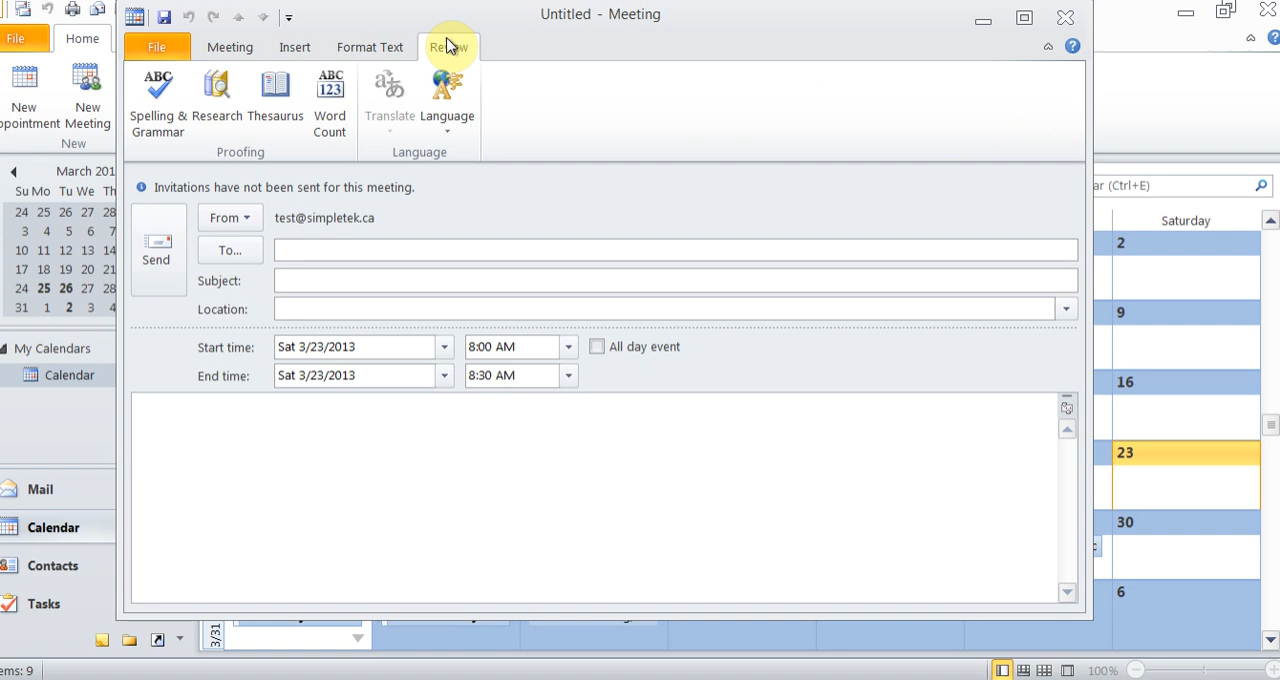 Untitled - Meeting
File
Home
File
Meeting
Insert
Format Text
Review
New
ppointment
New
Meeting
New
ABC
Spelling &
Grammar
Research
Thesaurus
ABC
123
Word
Count
Proofing
Translate
Language
Language
Invitations have not been sent for this meeting.
Send
From
test@simpletek.ca
To...
Subject:
Location:
Start time:
Sat 3/23/2013
8:00 AM
All day event
End time:
Sat 3/23/2013
8:30 AM
March 201
Su Mo Tu We Th
24 25 26 27 28
3 4 5 6 7
10 11 12 13 14
17 18 19 20 21
24 25 26 27 28
31 1 2 3 4
My Calendars
Calendar
Mail
Calendar
Contacts
Tasks
ar (Ctrl+E)
Saturday
2
9
16
23
30
6
3/31
ems: 9
100%